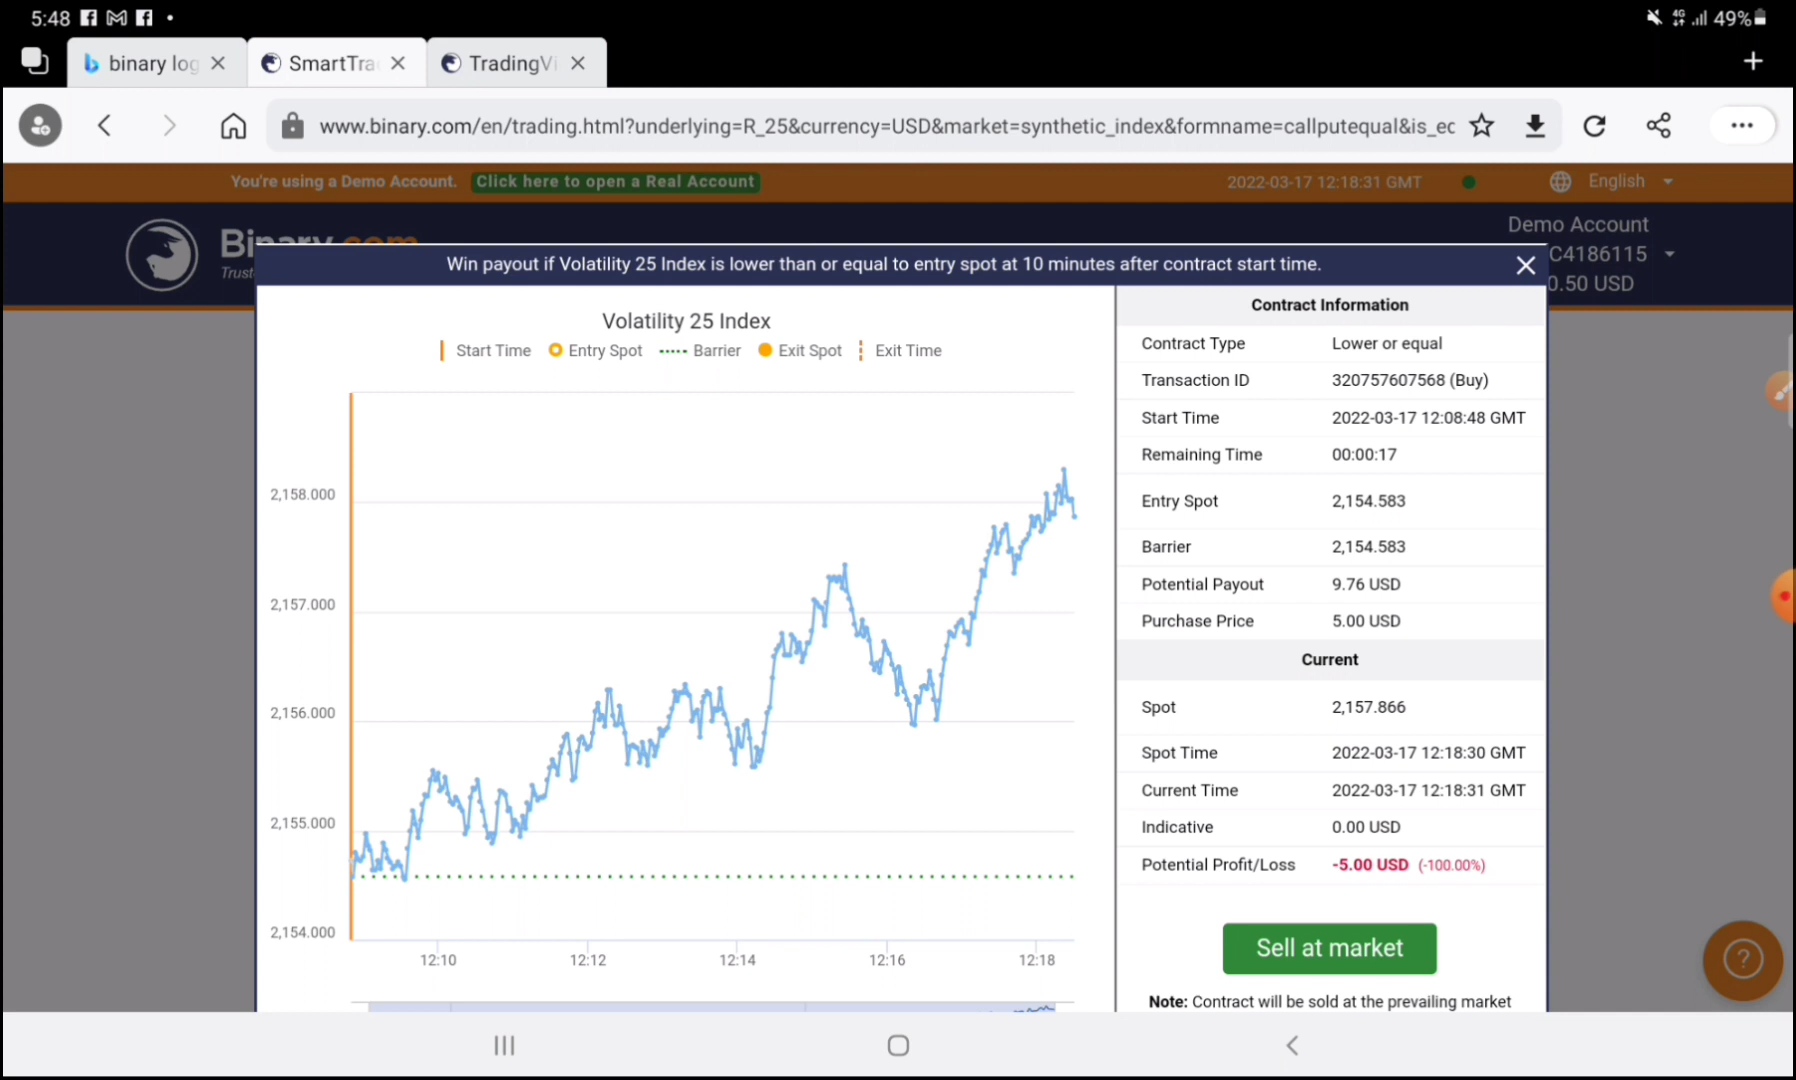 5:48
49%
binary log
SmartTra
TradingVi
www.binary.com/en/trading.html?underlying=R_25&currency=USD&market=synthetic_index&formname=callputequal&is_ec
You're using a Demo Account. Click here to open a Real Account
2022-03-17 12:18:31 GMT
English
Binary.com
Trust
Demo Account
C4186115
0.50 USD
Win payout if Volatility 25 Index is lower than or equal to entry spot at 10 minutes after contract start time.
Volatility 25 Index
Start Time Entry Spot Barrier Exit Spot Exit Time
2,158.000
2,157.000
2,156.000
2,155.000
2,154.000
12:10 12:12 12:14 12:16 12:18
Contract Information
Contract Type Lower or equal
Transaction ID 320757607568 (Buy)
Start Time 2022-03-17 12:08:48 GMT
Remaining Time 00:00:17
Entry Spot 2,154.583
Barrier 2,154.583
Potential Payout 9.76 USD
Purchase Price 5.00 USD
Current
Spot 2,157.866
Spot Time 2022-03-17 12:18:30 GMT
Current Time 2022-03-17 12:18:31 GMT
Indicative 0.00 USD
Potential Profit/Loss -5.00 USD (-100.00%)
Sell at market
Note: Contract will be sold at the prevailing market